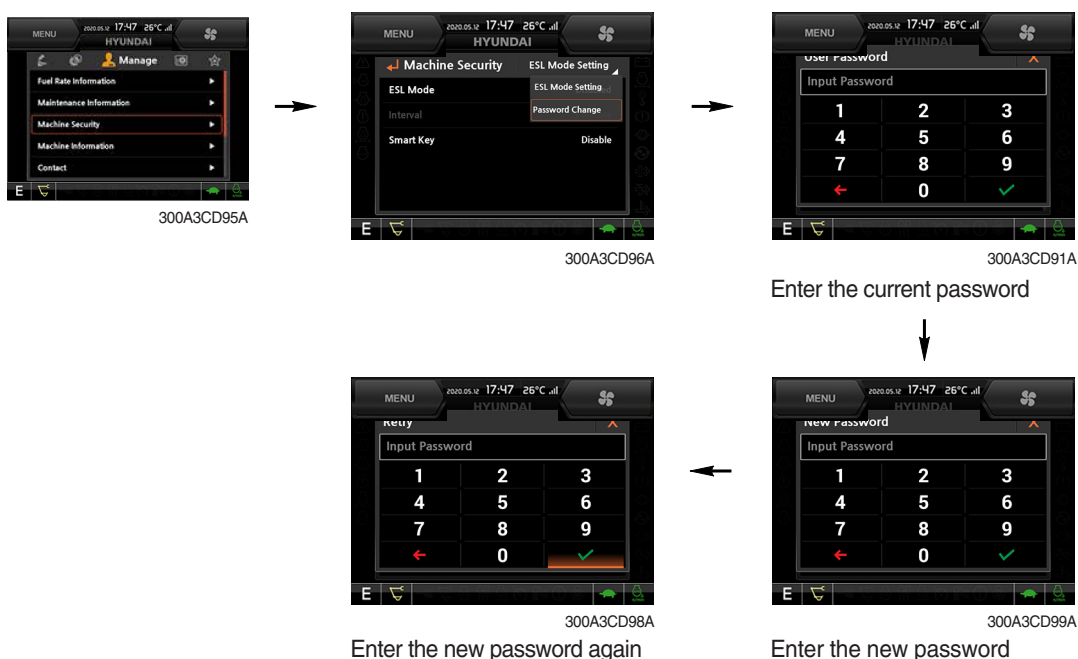 MENU 2020.05.12 17:47 26°C
HYUNDAI
Manage
Fuel Rate Information
Maintenance Information
Machine Security
Machine Information
Contact
E
300A3CD95A
MENU 2020.05.12 17:47 26°C
HYUNDAI
Machine Security ESL Mode Setting
ESL Mode ESL Mode Setting
Interval Password Change
Smart Key Disable
E
300A3CD96A
MENU 2020.05.12 17:47 26°C
HYUNDAI
User Password X
Input Password
1 2 3
4 5 6
7 8 9
0
E
300A3CD91A
Enter the current password
MENU 2020.05.12 17:47 26°C
HYUNDAI
New Password X
Input Password
1 2 3
4 5 6
7 8 9
0
E
300A3CD99A
Enter the new password
MENU 2020.05.12 17:47 26°C
HYUNDAI
Retry X
Input Password
1 2 3
4 5 6
7 8 9
0
E
300A3CD98A
Enter the new password again